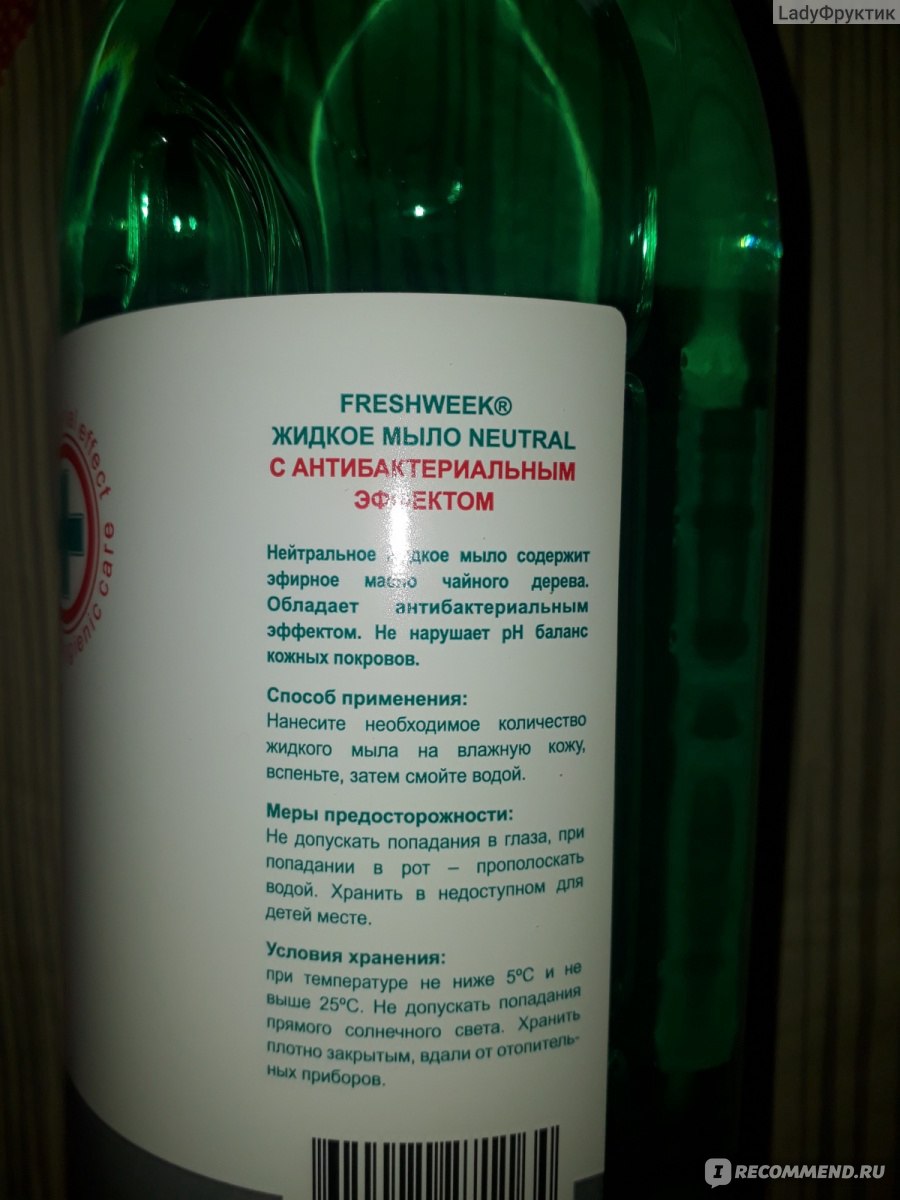 LadyФруктик
FRESHWEEK®
ЖИДКОЕ МЫЛО NEUTRAL
С АНТИБАКТЕРИАЛЬНЫМ
ЭФФЕКТОМ
Нейтральное жидкое мыло содержит
эфирное масло чайного дерева.
Обладает антибактериальным
эффектом. Не нарушает pH баланс
кожных покровов.
Способ применения:
Нанесите необходимое количество
жидкого мыла на влажную кожу,
вспеньте, затем смойте водой.
Меры предосторожности:
Не допускать попадания в глаза, при
попадании в рот – прополоскать
водой. Хранить в недоступном для
детей месте.
Условия хранения:
при температуре не ниже 5ºС и не
выше 25ºС. Не допускать попадания
прямого солнечного света. Хранить
плотно закрытым, вдали от отопитель-
ных приборов.
effect
care
I RECOMMEND.RU